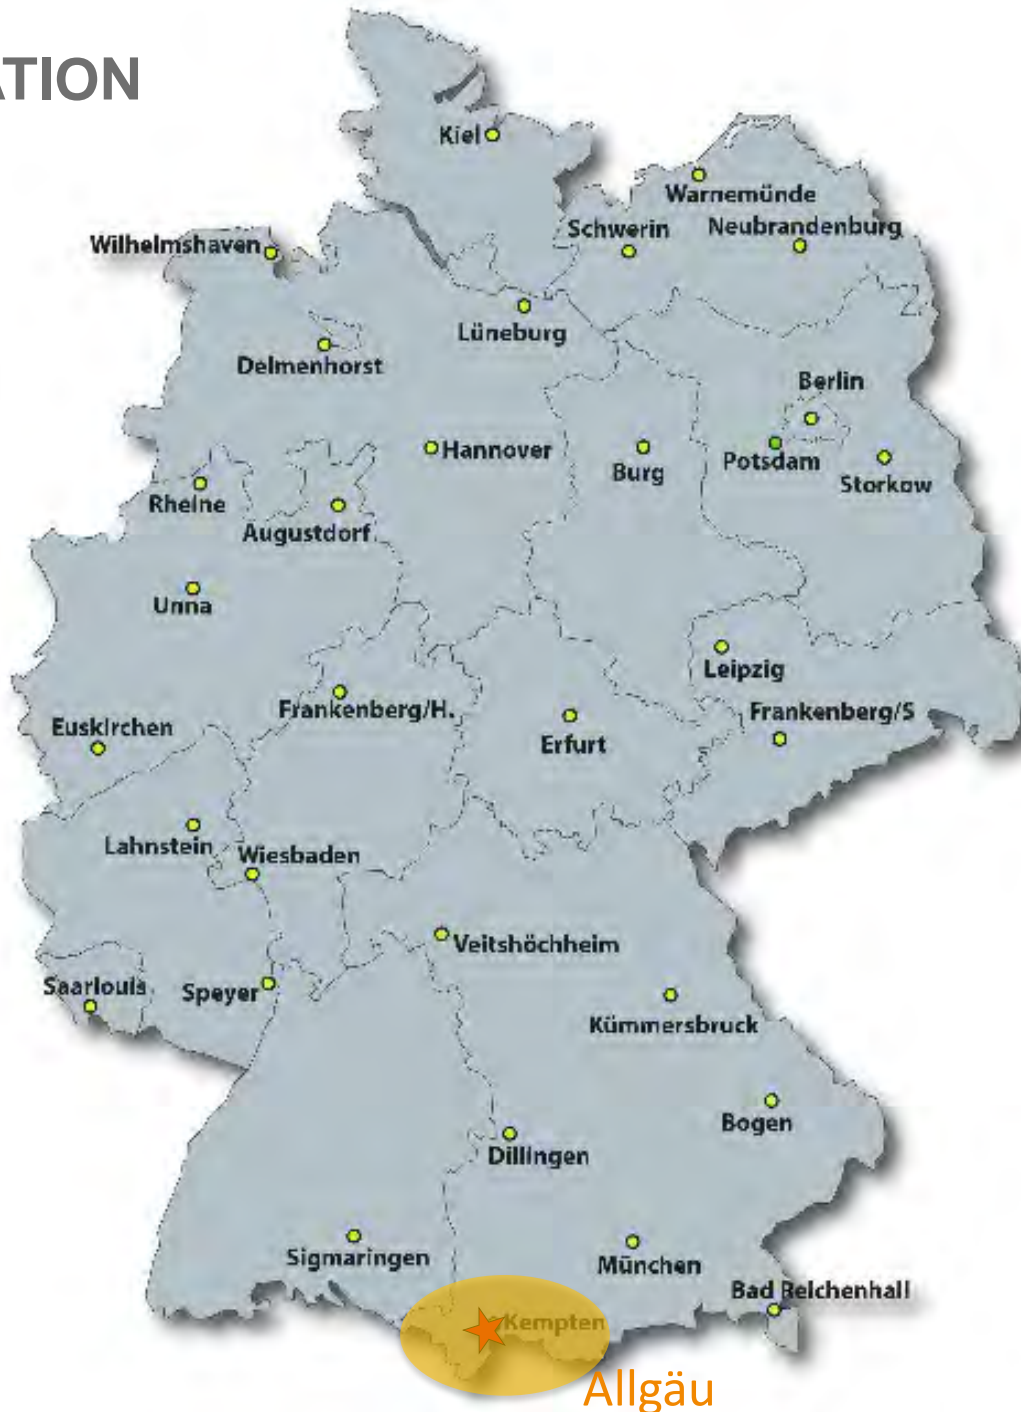 ATION
Kiel
Warnemünde
Schwerin
Neubrandenburg
Wilhelmshaven
Lüneburg
Delmenhorst
Berlin
Hannover
Burg
Potsdam
Storkow
Rheine
Augustdorf
Unna
Leipzig
Frankenberg/H.
Frankenberg/S
Euskirchen
Erfurt
Lahnstein
Wiesbaden
Veitshöchheim
Saarlouis
Speyer
Kümmersbruck
Bogen
Dillingen
Sigmaringen
München
Bad Reichenhall
Kempten
Allgäu